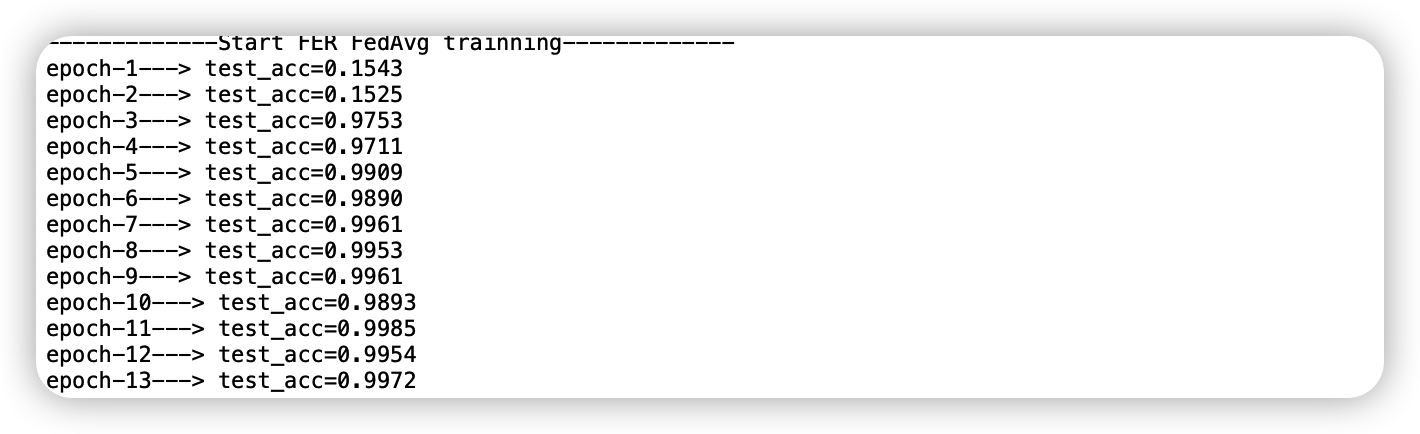 -------------Start FER FedAvg trainning-------------
epoch-1---> test_acc=0.1543
epoch-2---> test_acc=0.1525
epoch-3---> test_acc=0.9753
epoch-4---> test_acc=0.9711
epoch-5---> test_acc=0.9909
epoch-6---> test_acc=0.9890
epoch-7---> test_acc=0.9961
epoch-8---> test_acc=0.9953
epoch-9---> test_acc=0.9961
epoch-10---> test_acc=0.9893
epoch-11---> test_acc=0.9985
epoch-12---> test_acc=0.9954
epoch-13---> test_acc=0.9972